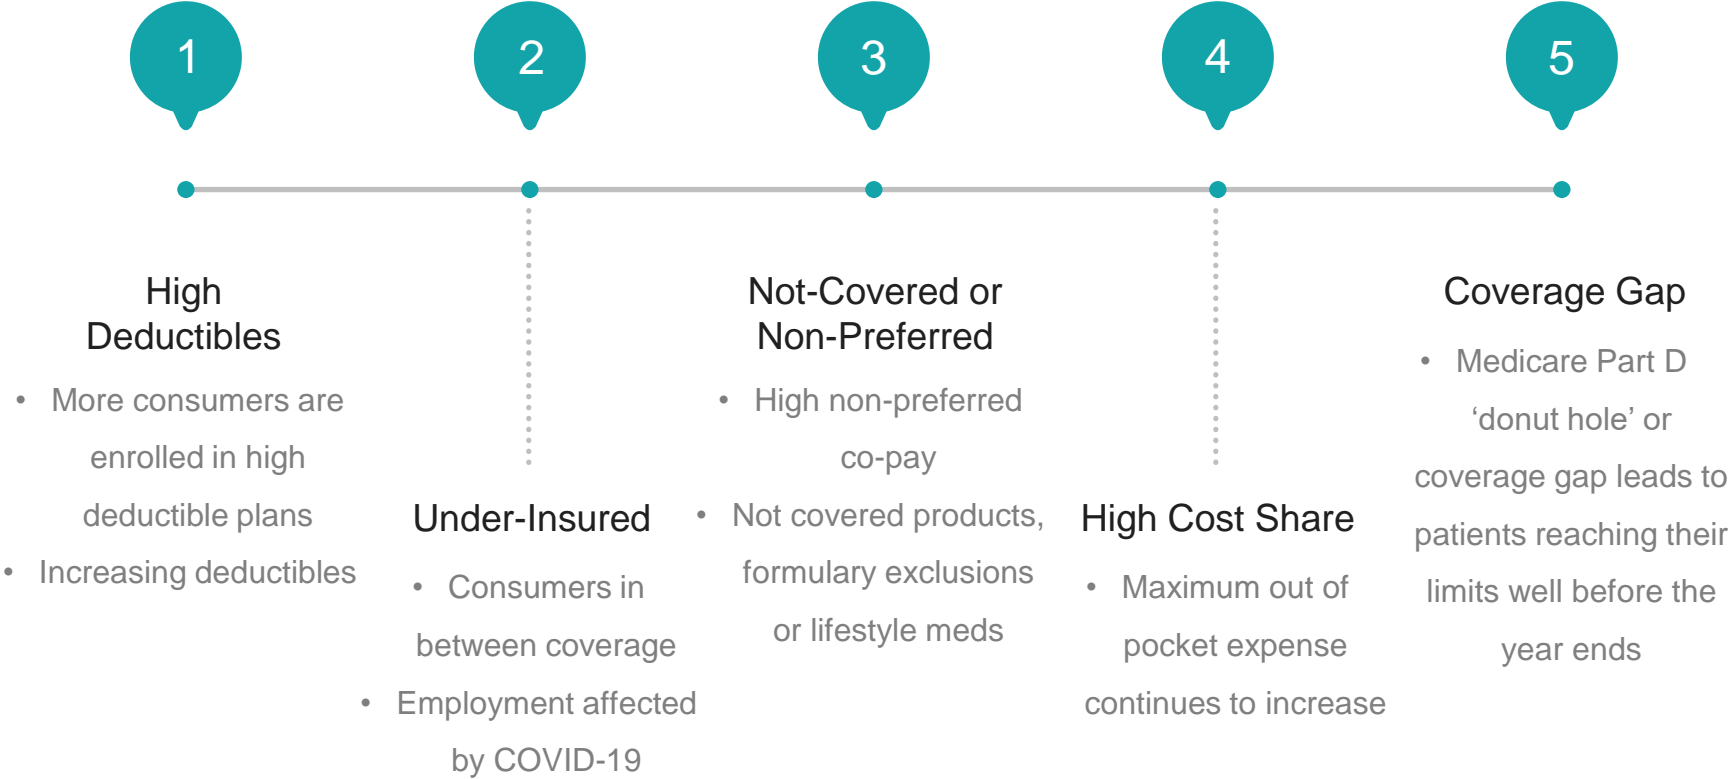 1
High
Deductibles
• More consumers are
enrolled in high
deductible plans
• Increasing deductibles
2
Under-Insured
• Consumers in
between coverage
• Employment affected
by COVID-19
3
Not-Covered or
Non-Preferred
• High non-preferred
co-pay
• Not covered products,
formulary exclusions
or lifestyle meds
4
High Cost Share
• Maximum out of
pocket expense
continues to increase
5
Coverage Gap
• Medicare Part D
‘donut hole’ or
coverage gap leads to
patients reaching their
limits well before the
year ends